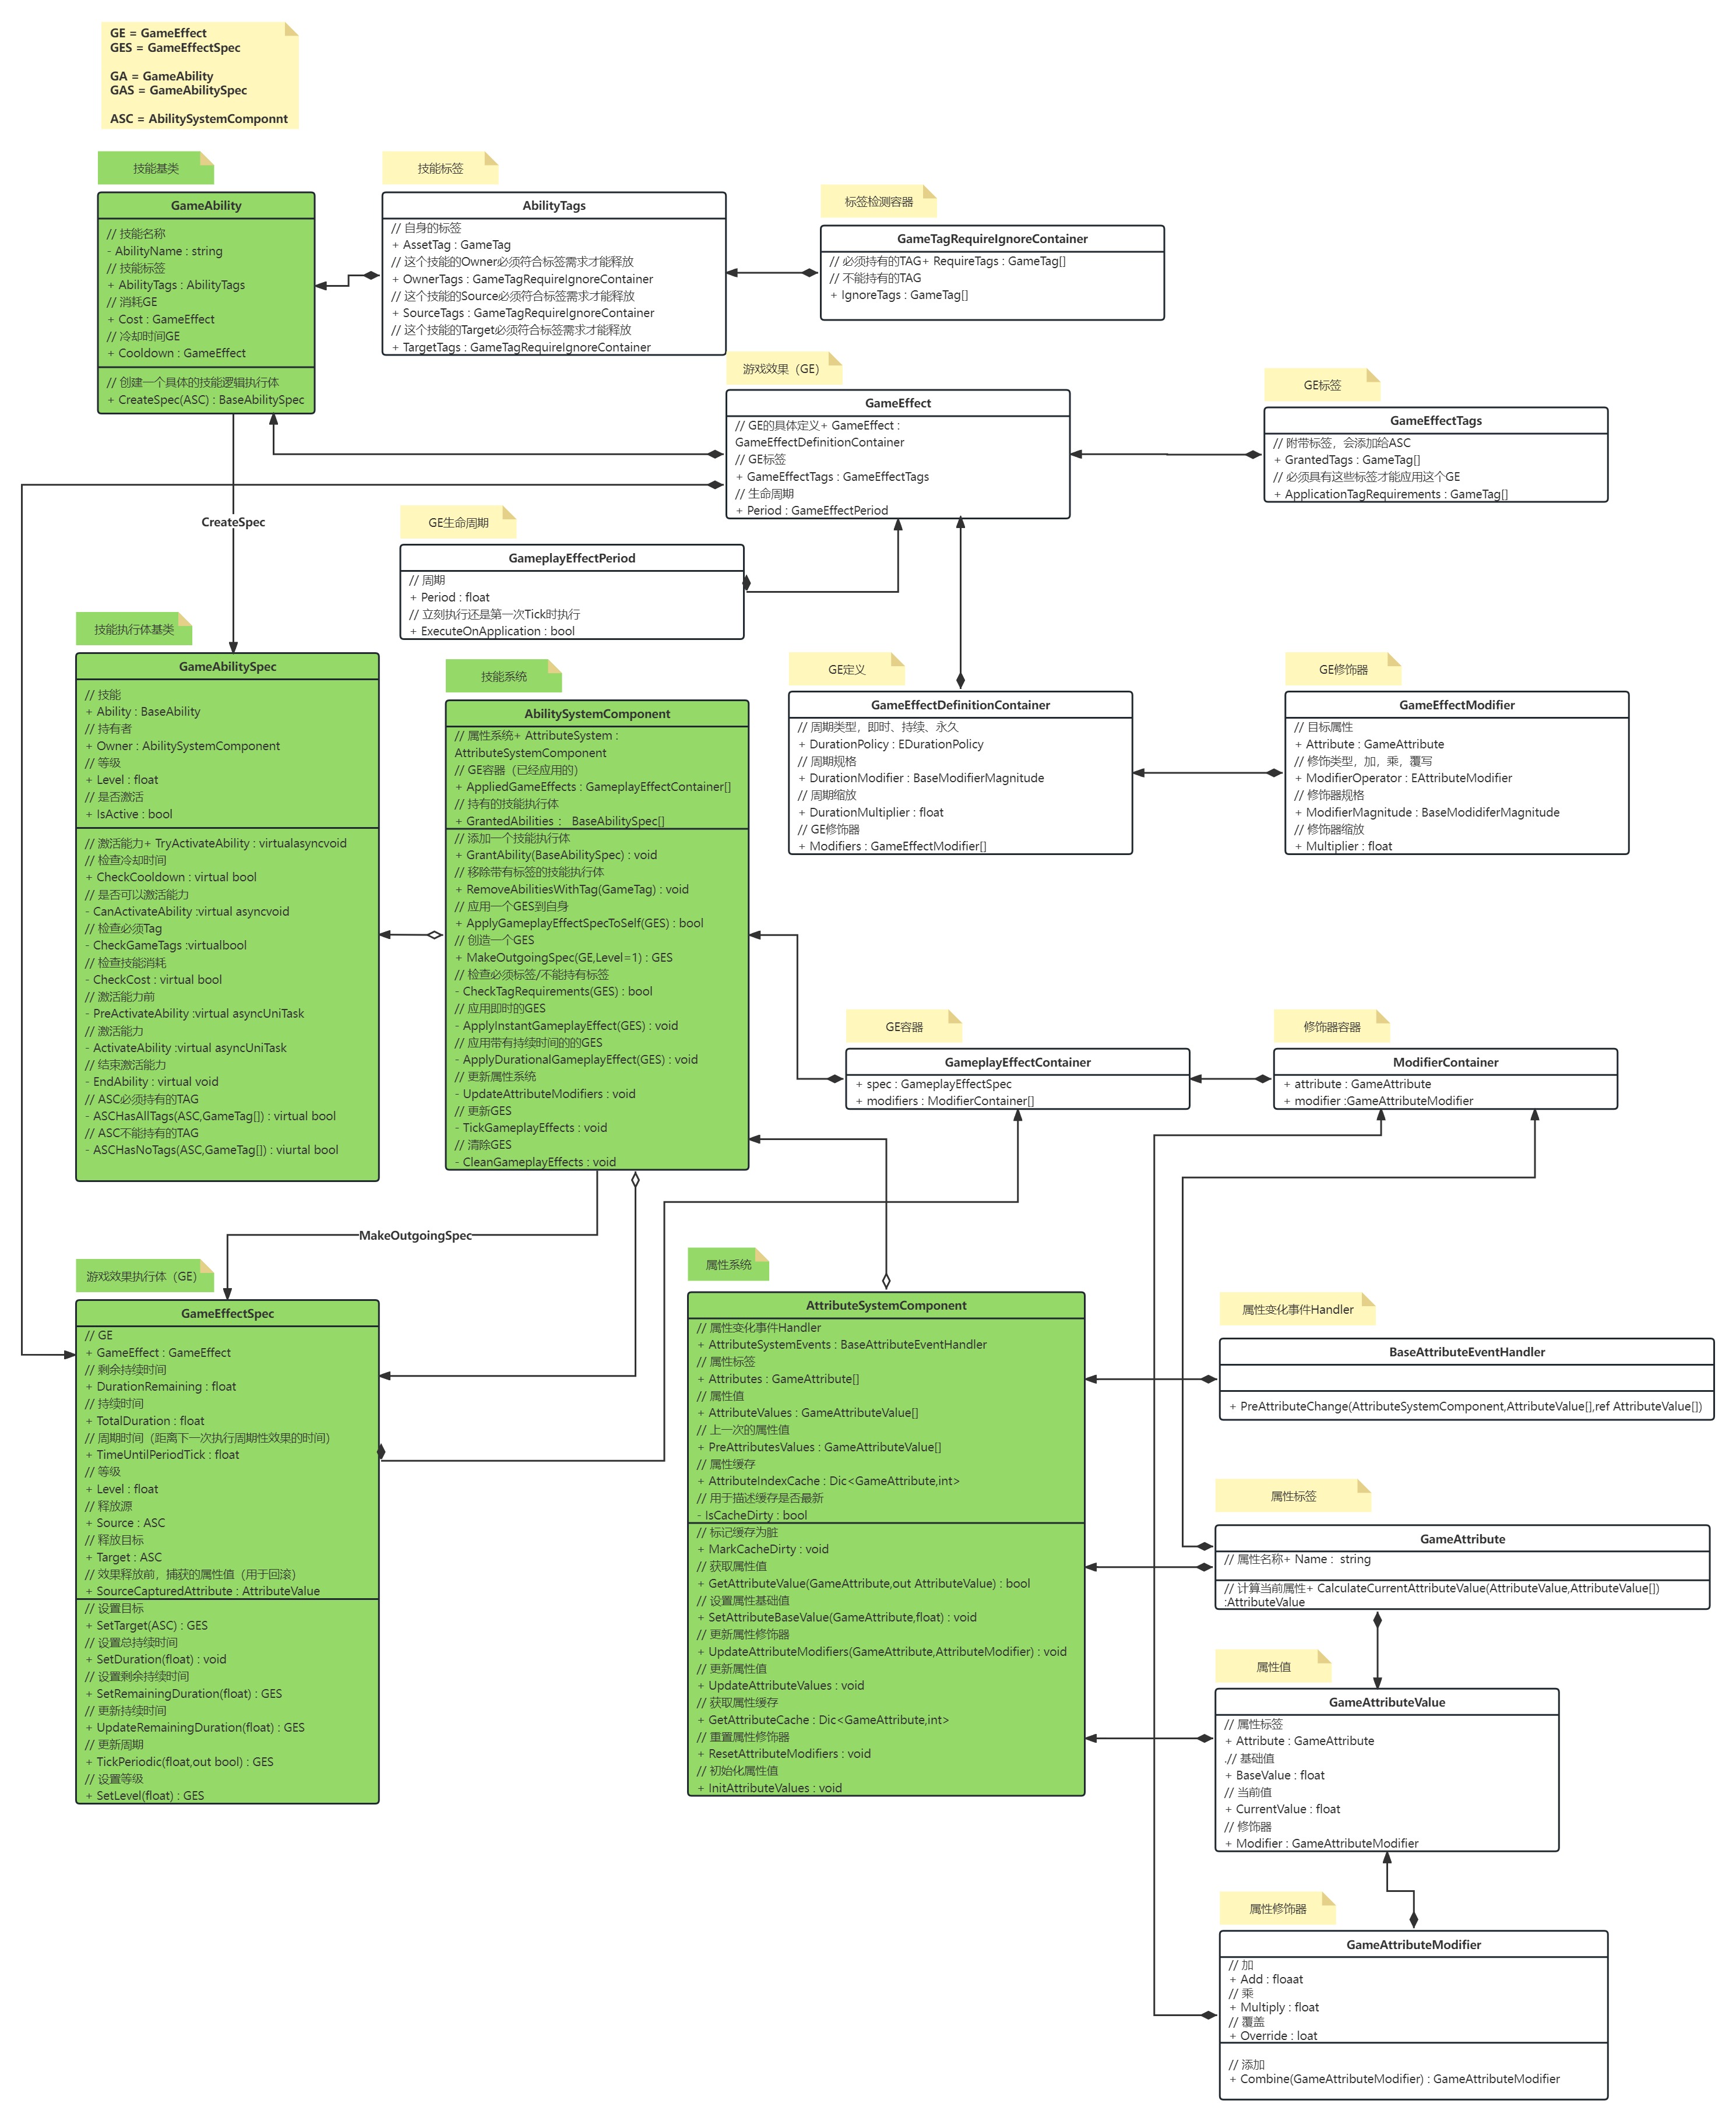 GE = GameEffect
GES = GameEffectSpec
GA = GameAbility
GAS = GameAbilitySpec
ASC = AbilitySystemComponnt
技能基类
GameAbility
// 技能名称
- AbilityName : string
// 技能标签
+ AbilityTags : AbilityTags
// 消耗GE
+ Cost : GameEffect
// 冷却时间GE
+ Cooldown : GameEffect
// 创建一个具体的技能逻辑执行体
+ CreateSpec(ASC) : BaseAbilitySpec
技能标签
AbilityTags
// 自身的标签
+ AssetTag : GameTag
// 这个技能的Owner必须符合标签需求才能释放
+ OwnerTags : GameTagRequireIgnoreContainer
// 这个技能的Source必须符合标签需求才能释放
+ SourceTags : GameTagRequireIgnoreContainer
// 这个技能的Target必须符合标签需求才能释放
+ TargetTags : GameTagRequireIgnoreContainer
标签检测容器
GameTagRequireIgnoreContainer
// 必须持有的TAG+ RequireTags : GameTag[]
// 不能持有的TAG
+ IgnoreTags : GameTag[]
游戏效果（GE）
GameEffect
// GE的具体定义+ GameEffect :
GameEffectDefinitionContainer
// GE标签
+ GameEffectTags : GameEffectTags
// 生命周期
+ Period : GameEffectPeriod
GE标签
GameEffectTags
// 附带标签，会添加给ASC
+ GrantedTags : GameTag[]
// 必须具有这些标签才能应用这个GE
+ ApplicationTagRequirements : GameTag[]
CreateSpec
GE生命周期
GameplayEffectPeriod
// 周期
+ Period : float
// 立刻执行还是第一次Tick时执行
+ ExecuteOnApplication : bool
技能执行体基类
GameAbilitySpec
// 技能
+ Ability : BaseAbility
// 持有者
+ Owner : AbilitySystemComponent
// 等级
+ Level : float
// 是否激活
+ IsActive : bool
// 激活能力+ TryActivateAbility : virtualasyncvoid
// 检查冷却时间
+ CheckCooldown : virtual bool
// 是否可以激活能力
- CanActivateAbility :virtual asyncvoid
// 检查必须Tag
- CheckGameTags :virtualbool
// 检查技能消耗
- CheckCost : virtual bool
// 激活能力前
- PreActivateAbility :virtual asyncUniTask
// 激活能力
- ActivateAbility :virtual asyncUniTask
// 结束激活能力
- EndAbility : virtual void
// ASC必须持有的TAG
- ASCHasAllTags(ASC,GameTag[]) : virtual bool
// ASC不能持有的TAG
- ASCHasNoTags(ASC,GameTag[]) : viurtal bool
技能系统
AbilitySystemComponent
// 属性系统+ AttributeSystem :
AttributeSystemComponent
// GE容器（已经应用的）
+ AppliedGameEffects : GameplayEffectContainer[]
// 持有的技能执行体
+ GrantedAbilities :  BaseAbilitySpec[]
// 添加一个技能执行体
+ GrantAbility(BaseAbilitySpec) : void
// 移除带有标签的技能执行体
+ RemoveAbilitiesWithTag(GameTag) : void
// 应用一个GES到自身
+ ApplyGameplayEffectSpecToSelf(GES) : bool
// 创造一个GES
+ MakeOutgoingSpec(GE,Level=1) : GES
// 检查必须标签/不能持有标签
- CheckTagRequirements(GES) : bool
// 应用即时的GES
- ApplyInstantGameplayEffect(GES) : void
// 应用带有持续时间的的GES
- ApplyDurationalGameplayEffect(GES) : void
// 更新属性系统
- UpdateAttributeModifiers : void
// 更新GES
- TickGameplayEffects : void
// 清除GES
- CleanGameplayEffects : void
GE定义
GameEffectDefinitionContainer
// 周期类型，即时、持续、永久
+ DurationPolicy : EDurationPolicy
// 周期规格
+ DurationModifier : BaseModifierMagnitude
// 周期缩放
+ DurationMultiplier : float
// GE修饰器
+ Modifiers : GameEffectModifier[]
GE修饰器
GameEffectModifier
// 目标属性
+ Attribute : GameAttribute
// 修饰类型，加，乘，覆写
+ ModifierOperator : EAttributeModifier
// 修饰器规格
+ ModifierMagnitude : BaseModidiferMagnitude
// 修饰器缩放
+ Multiplier : float
GE容器
GameplayEffectContainer
+ spec : GameplayEffectSpec
+ modifiers : ModifierContainer[]
修饰器容器
ModifierContainer
+ attribute : GameAttribute
+ modifier :GameAttributeModifier
MakeOutgoingSpec
游戏效果执行体（GE）
GameEffectSpec
// GE
+ GameEffect : GameEffect
// 剩余持续时间
+ DurationRemaining : float
// 持续时间
+ TotalDuration : float
// 周期时间（距离下一次执行周期性效果的时间）
+ TimeUntilPeriodTick : float
// 等级
+ Level : float
// 释放源
+ Source : ASC
// 释放目标
+ Target : ASC
// 效果释放前，捕获的属性值（用于回滚）
+ SourceCapturedAttribute : AttributeValue
// 设置目标
+ SetTarget(ASC) : GES
// 设置总持续时间
+ SetDuration(float) : void
// 设置剩余持续时间
+ SetRemainingDuration(float) : GES
// 更新持续时间
+ UpdateRemainingDuration(float) : GES
// 更新周期
+ TickPeriodic(float,out bool) : GES
// 设置等级
+ SetLevel(float) : GES
属性系统
AttributeSystemComponent
// 属性变化事件Handler
+ AttributeSystemEvents : BaseAttributeEventHandler
// 属性标签
+ Attributes : GameAttribute[]
// 属性值
+ AttributeValues : GameAttributeValue[]
// 上一次的属性值
+ PreAttributesValues : GameAttributeValue[]
// 属性缓存
+ AttributeIndexCache : Dic<GameAttribute,int>
// 用于描述缓存是否最新
- IsCacheDirty : bool
// 标记缓存为脏
+ MarkCacheDirty : void
// 获取属性值
+ GetAttributeValue(GameAttribute,out AttributeValue) : bool
// 设置属性基础值
+ SetAttributeBaseValue(GameAttribute,float) : void
// 更新属性修饰器
+ UpdateAttributeModifiers(GameAttribute,AttributeModifier) : void
// 更新属性值
+ UpdateAttributeValues : void
// 获取属性缓存
+ GetAttributeCache : Dic<GameAttribute,int>
// 重置属性修饰器
+ ResetAttributeModifiers : void
// 初始化属性值
+ InitAttributeValues : void
属性变化事件Handler
BaseAttributeEventHandler
+ PreAttributeChange(AttributeSystemComponent,AttributeValue[],ref AttributeValue[])
属性标签
GameAttribute
// 属性名称+ Name :  string
// 计算当前属性+ CalculateCurrentAttributeValue(AttributeValue,AttributeValue[])
:AttributeValue
属性值
GameAttributeValue
// 属性标签
+ Attribute : GameAttribute
.// 基础值
+ BaseValue : float
// 当前值
+ CurrentValue : float
// 修饰器
+ Modifier : GameAttributeModifier
属性修饰器
GameAttributeModifier
// 加
+ Add : floaat
// 乘
+ Multiply : float
// 覆盖
+ Override : loat
// 添加
+ Combine(GameAttributeModifier) : GameAttributeModifier